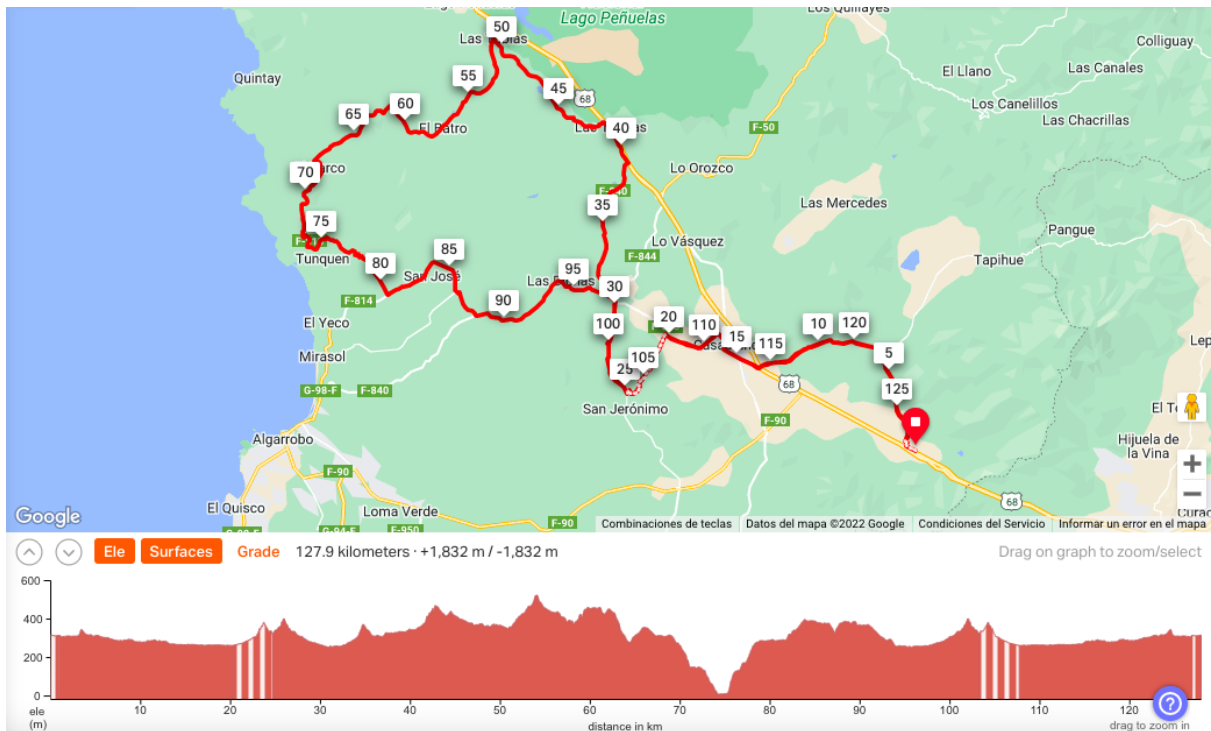 Lago Peñuelas
Los Quillayes
50
Quintay
55
65
60
El Batro
45
68
40
F-50
Colliguay
El Llano
Las Canales
Los Canelillos
Las Chacrillas
Lo Orozco
70
35
Las Mercedes
75
Tunquen
Lo Vásquez
F-844
Pangue
Tapihue
80
85
San José
F-814
90
95
30
El Yeco
100
20
110
15
115
10
120
5
Mirasol
25
105
68
125
G-98-F
F-840
San Jerónimo
F-90
Algarrobo
F-90
Hijuela de
la Viña
El Quisco
Loma Verde
F-950
F-90
68
Google
Combinaciones de teclas
Datos del mapa ©2022 Google
Condiciones del Servicio
Informar un error en el mapa
Ele
Surfaces
Grade
127.9 kilometers · +1,832 m / -1,832 m
Drag on graph to zoom/select
600
400
200
0
ele
(m)
10
20
30
40
50
60
70
80
90
100
110
120
distance in km
drag to zoom in